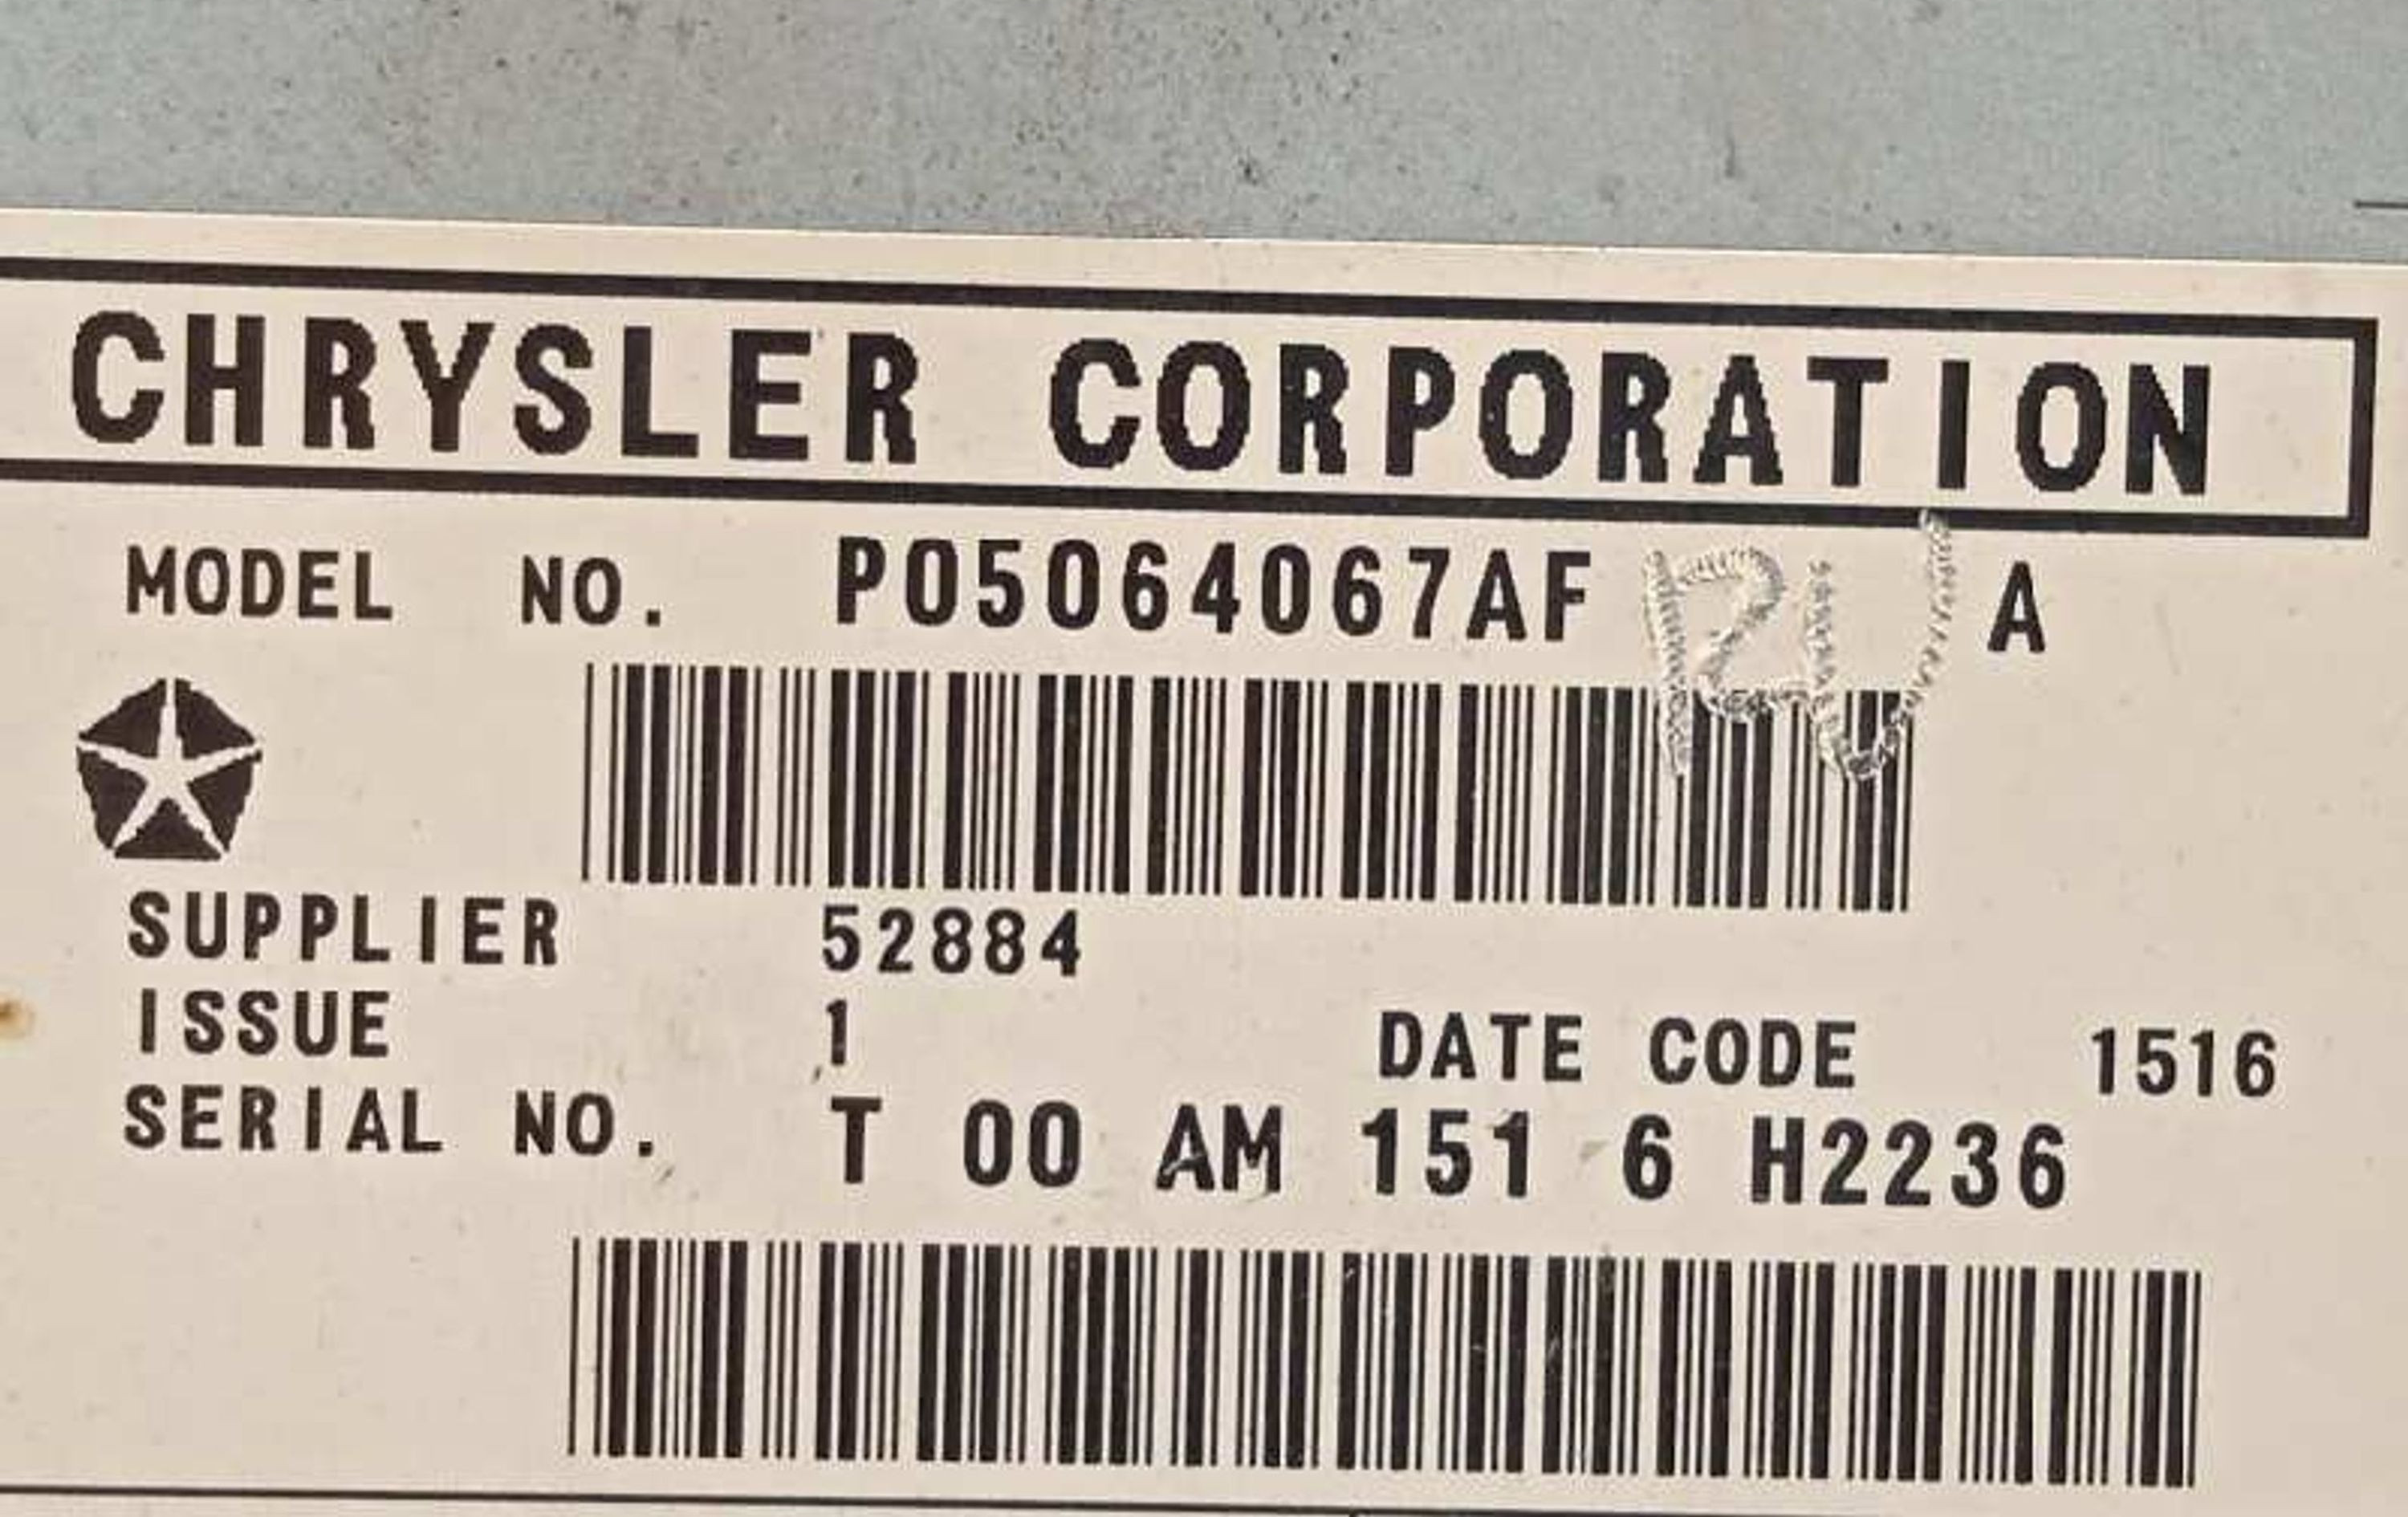 CHRYSLER CORPORATION
MODEL NO. P05064067AF A
SUPPLIER 52884
ISSUE 1 DATE CODE 1516
SERIAL NO. T 00 AM 151 6 H2236